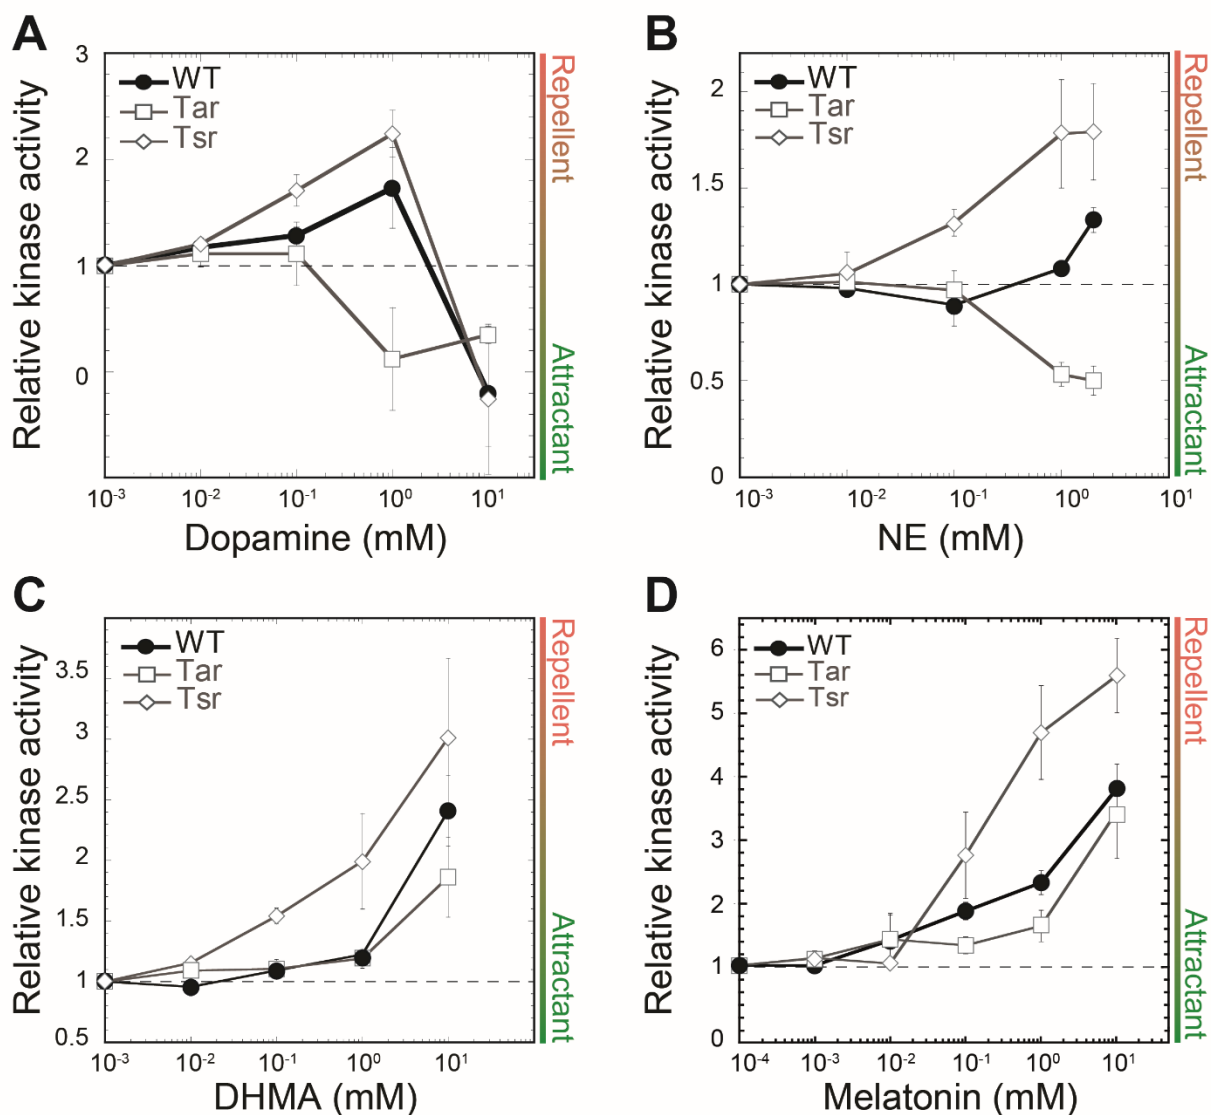 A
Relative kinase activity
3
2
1
0
WT
Tar
Tsr
10⁻³ 10⁻² 10⁻¹ 10⁰ 10¹
Dopamine (mM)
Repellent
Attractant
B
Relative kinase activity
2
1.5
1
0.5
0
WT
Tar
Tsr
10⁻³ 10⁻² 10⁻¹ 10⁰ 10¹
NE (mM)
Repellent
Attractant
C
Relative kinase activity
3.5
3
2.5
2
1.5
1
0.5
WT
Tar
Tsr
10⁻³ 10⁻² 10⁻¹ 10⁰ 10¹
DHMA (mM)
Repellent
Attractant
D
Relative kinase activity
6
5
4
3
2
1
0
WT
Tar
Tsr
10⁻⁴ 10⁻³ 10⁻² 10⁻¹ 10⁰ 10¹
Melatonin (mM)
Repellent
Attractant